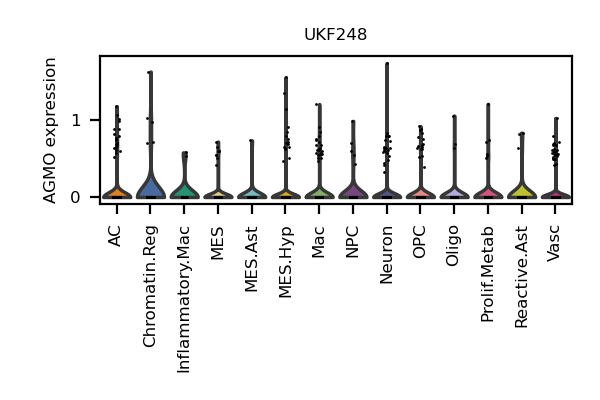 UKF248
AGMO expression
1
0
AC
Chromatin.Reg
Inflammatory.Mac
MES
MES.Ast
MES.Hyp
Mac
NPC
Neuron
OPC
Oligo
Prolif.Metab
Reactive.Ast
Vasc